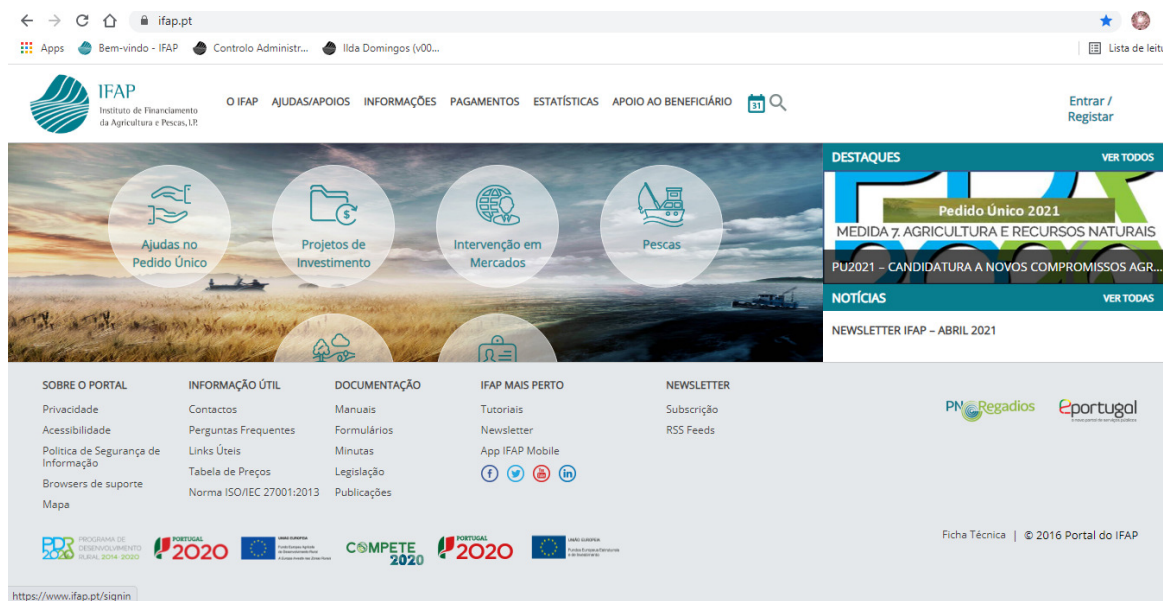 ifap.pt
Apps Bem-vindo - IFAP Controlo Administr... Ilda Domingos (v00... Lista de leitu
IFAP
Instituto de Financiamento
da Agricultura e Pescas, I.P.
O IFAP AJUDAS/APOIOS INFORMAÇÕES PAGAMENTOS ESTATÍSTICAS APOIO AO BENEFICIÁRIO 31
Entrar /
Registar
Ajudas no
Pedido Único
Projetos de
Investimento
Intervenção em
Mercados
Pescas
DESTAQUES VER TODOS
Pedido Único 2021
MEDIDA 7. AGRICULTURA E RECURSOS NATURAIS
PU2021 – CANDIDATURA A NOVOS COMPROMISSOS AGR...
NOTÍCIAS VER TODAS
NEWSLETTER IFAP – ABRIL 2021
SOBRE O PORTAL
Privacidade
Acessibilidade
Politica de Segurança de
Informação
Browsers de suporte
Mapa
INFORMAÇÃO ÚTIL
Contactos
Perguntas Frequentes
Links Úteis
Tabela de Preços
Norma ISO/IEC 27001:2013
DOCUMENTAÇÃO
Manuais
Formulários
Minutas
Legislação
Publicações
IFAP MAIS PERTO
Tutoriais
Newsletter
App IFAP Mobile
NEWSLETTER
Subscrição
RSS Feeds
PN Regadios
eportugal
PDR
2020
PROGRAMA DE
DESENVOLVIMENTO
RURAL 2014·2020
PORTUGAL
2020
UNIÃO EUROPEIA
COMPETE
2020
PORTUGAL
2020
UNIÃO EUROPEIA
Ficha Técnica | © 2016 Portal do IFAP
https://www.ifap.pt/signin